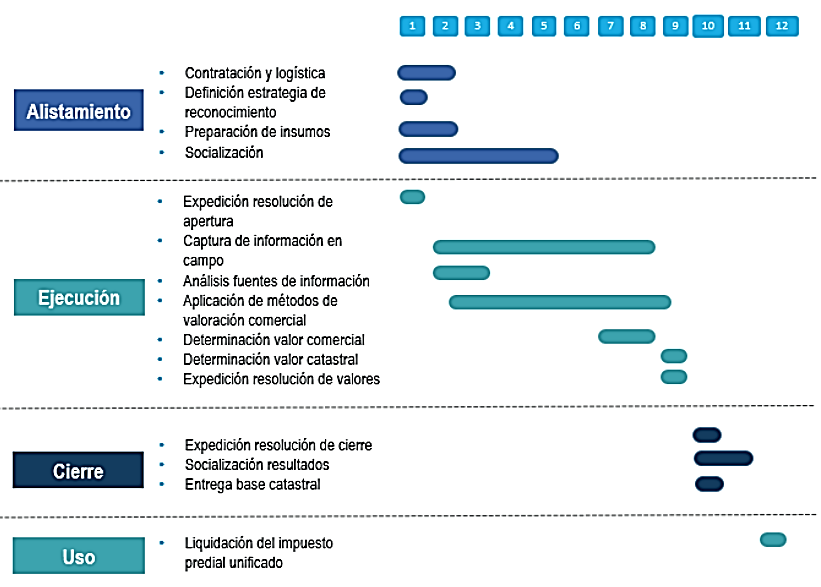 1 2 3 4 5 6 7 8 9 10 11 12
Alistamiento
• Contratación y logística
• Definición estrategia de
reconocimiento
• Preparación de insumos
• Socialización
Ejecución
• Expedición resolución de
apertura
• Captura de información en
campo
• Análisis fuentes de información
• Aplicación de métodos de
valoración comercial
• Determinación valor comercial
• Determinación valor catastral
• Expedición resolución de valores
Cierre
• Expedición resolución de cierre
• Socialización resultados
• Entrega base catastral
Uso
• Liquidación del impuesto
predial unificado